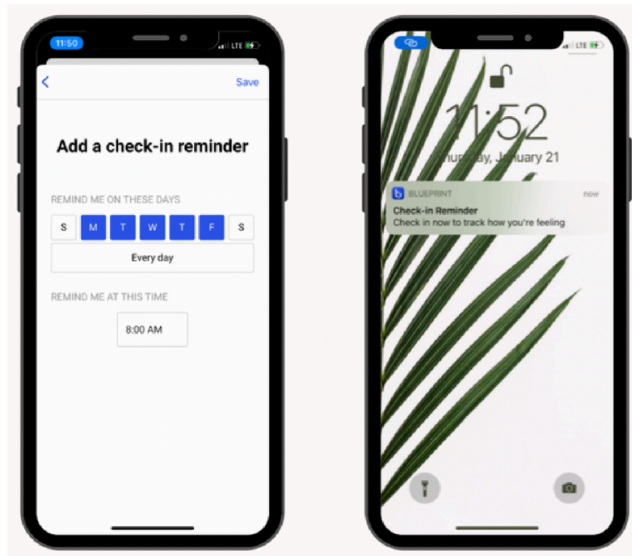 11:50
LTE
Save
Add a check-in reminder
REMIND ME ON THESE DAYS
S M T W T F S
Every day
REMIND ME AT THIS TIME
8:00 AM
LTE
11:52
Thursday, January 21
b BLUEPRINT now
Check-in Reminder
Check in now to track how you're feeling